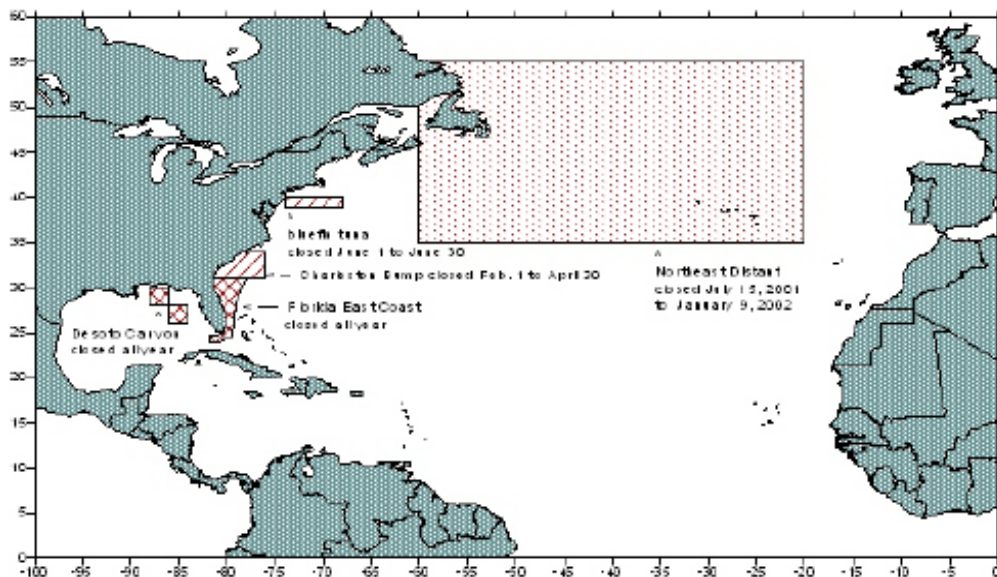 60
55
50
45
40
35
30
25
20
15
10
5
0
bluefin tuna
closed June 1 to June 30
Charleston Bump closed Feb. 1 to April 30
Florida East Coast
closed all year
Desoto Canyon
closed all year
Northeast Distant
closed July 15, 2001
to January 9, 2002
-100 -95 -90 -85 -80 -75 -70 -65 -60 -55 -50 -45 -40 -35 -30 -25 -20 -15 -10 -5 0